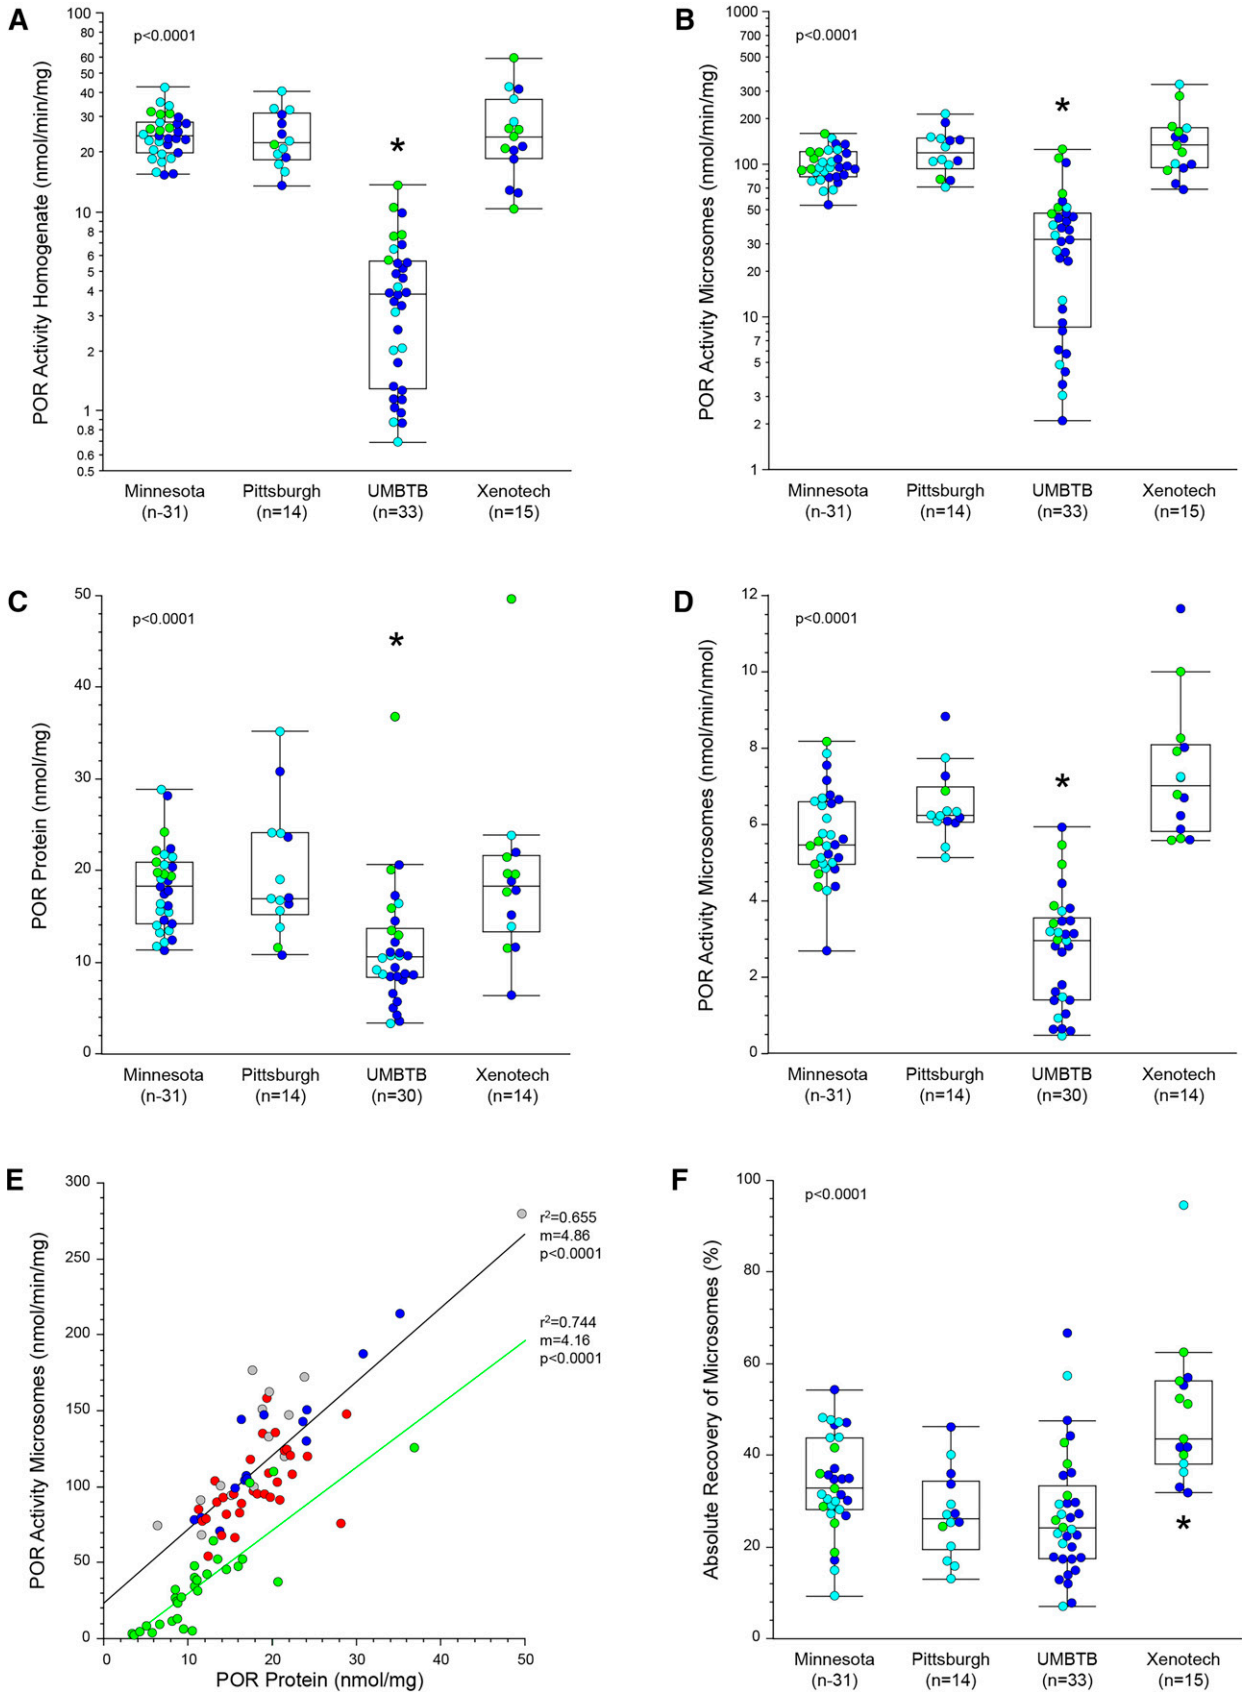 A
POR Activity Homogenate (nmol/min/mg)
p<0.0001
*
100
80
60
50
40
30
20
10
8
6
5
4
3
2
1
0.8
0.6
0.5
Minnesota Pittsburgh UMBTB Xenotech
(n-31) (n=14) (n=33) (n=15)
B
POR Activity Microsomes (nmol/min/mg)
p<0.0001
*
1000
700
500
300
200
100
70
50
30
20
10
7
5
3
2
1
Minnesota Pittsburgh UMBTB Xenotech
(n-31) (n=14) (n=33) (n=15)
C
POR Protein (nmol/mg)
p<0.0001
*
50
40
30
20
10
0
Minnesota Pittsburgh UMBTB Xenotech
(n-31) (n=14) (n=30) (n=14)
D
POR Activity Microsomes (nmol/min/nmol)
p<0.0001
*
12
10
8
6
4
2
0
Minnesota Pittsburgh UMBTB Xenotech
(n-31) (n=14) (n=30) (n=14)
E
POR Activity Microsomes (nmol/min/mg)
300
250
200
150
100
50
0
r²=0.655
m=4.86
p<0.0001
r²=0.744
m=4.16
p<0.0001
0 10 20 30 40 50
POR Protein (nmol/mg)
F
Absolute Recovery of Microsomes (%)
p<0.0001
100
80
60
40
20
0
*
Minnesota Pittsburgh UMBTB Xenotech
(n-31) (n=14) (n=33) (n=15)